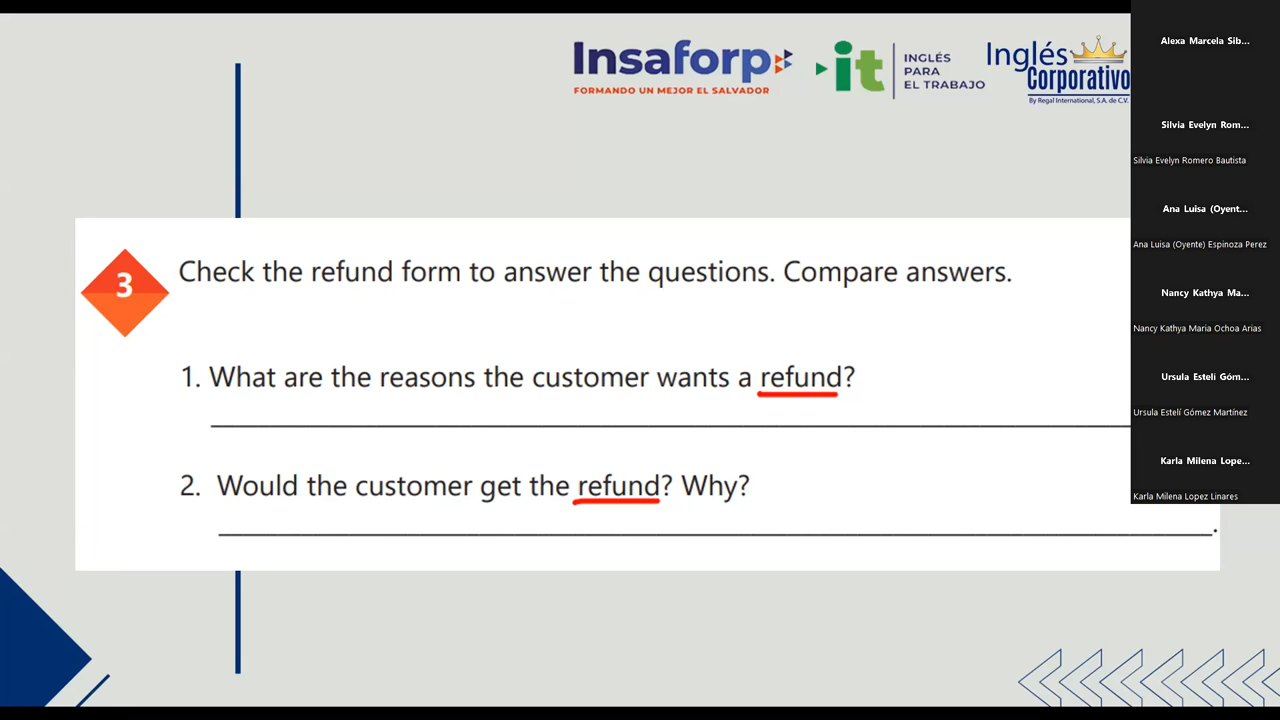 Insaforp
FORMANDO UN MEJOR EL SALVADOR
it
INGLÉS
PARA
EL TRABAJO
Inglés
Corporativo
By Regal International, S.A. de C.V.
3
Check the refund form to answer the questions. Compare answers.
1. What are the reasons the customer wants a refund?
2. Would the customer get the refund? Why?
Alexa Marcela Sib...
Silvia Evelyn Rom...
Silvia Evelyn Romero Bautista
Ana Luisa (Oyent...
Ana Luisa (Oyente) Espinoza Perez
Nancy Kathya Ma...
Nancy Kathya Maria Ochoa Arias
Ursula Estelí Góm...
Ursula Estelí Gómez Martínez
Karla Milena Lope...
Karla Milena Lopez Linares